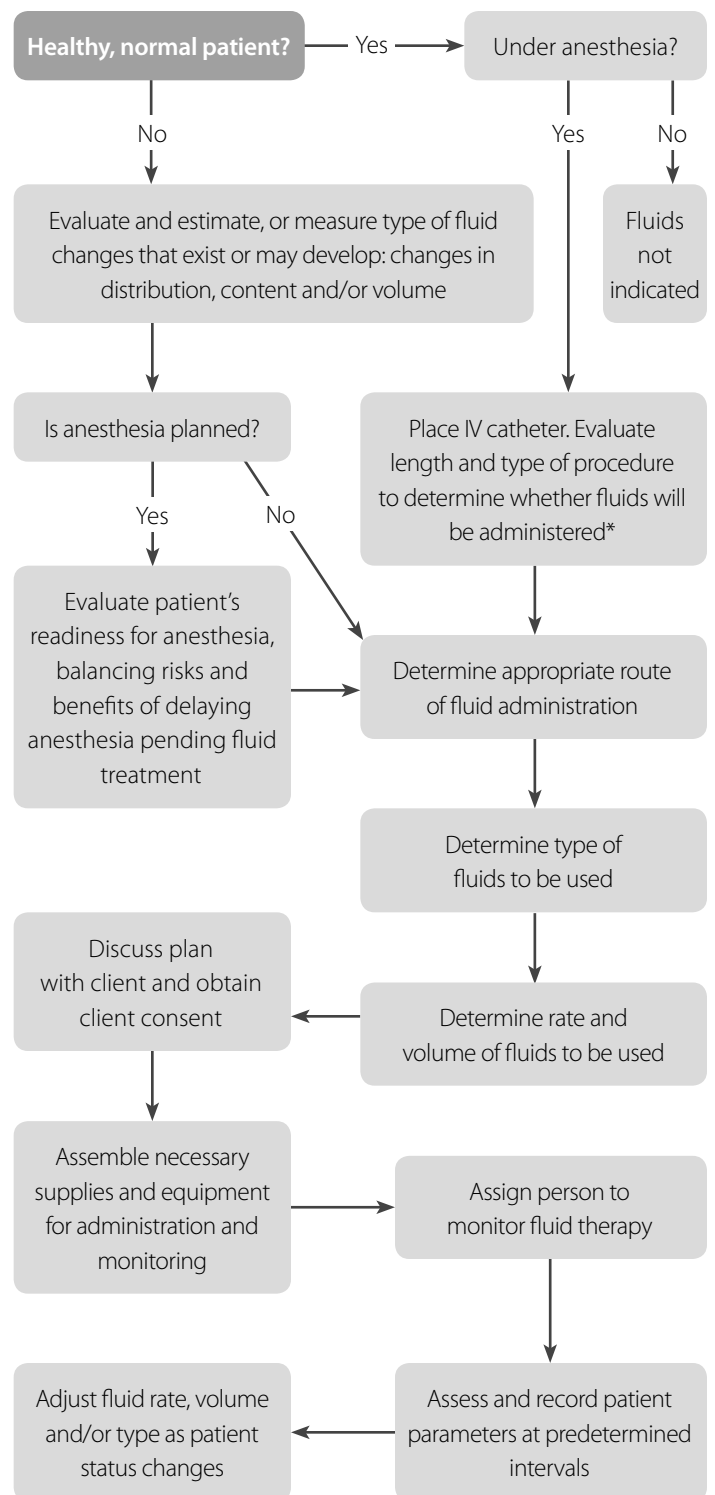 Healthy, normal patient?
Yes
Under anesthesia?
No
Yes
No
Evaluate and estimate, or measure type of fluid
changes that exist or may develop: changes in
distribution, content and/or volume
Fluids
not
indicated
Is anesthesia planned?
Place IV catheter. Evaluate
length and type of procedure
to determine whether fluids will
be administered*
Yes
No
Evaluate patient’s
readiness for anesthesia,
balancing risks and
benefits of delaying
anesthesia pending fluid
treatment
Determine appropriate route
of fluid administration
Determine type of
fluids to be used
Determine rate and
volume of fluids to be used
Discuss plan
with client and obtain
client consent
Assemble necessary
supplies and equipment
for administration and
monitoring
Assign person to
monitor fluid therapy
Assess and record patient
parameters at predetermined
intervals
Adjust fluid rate, volume
and/or type as patient
status changes